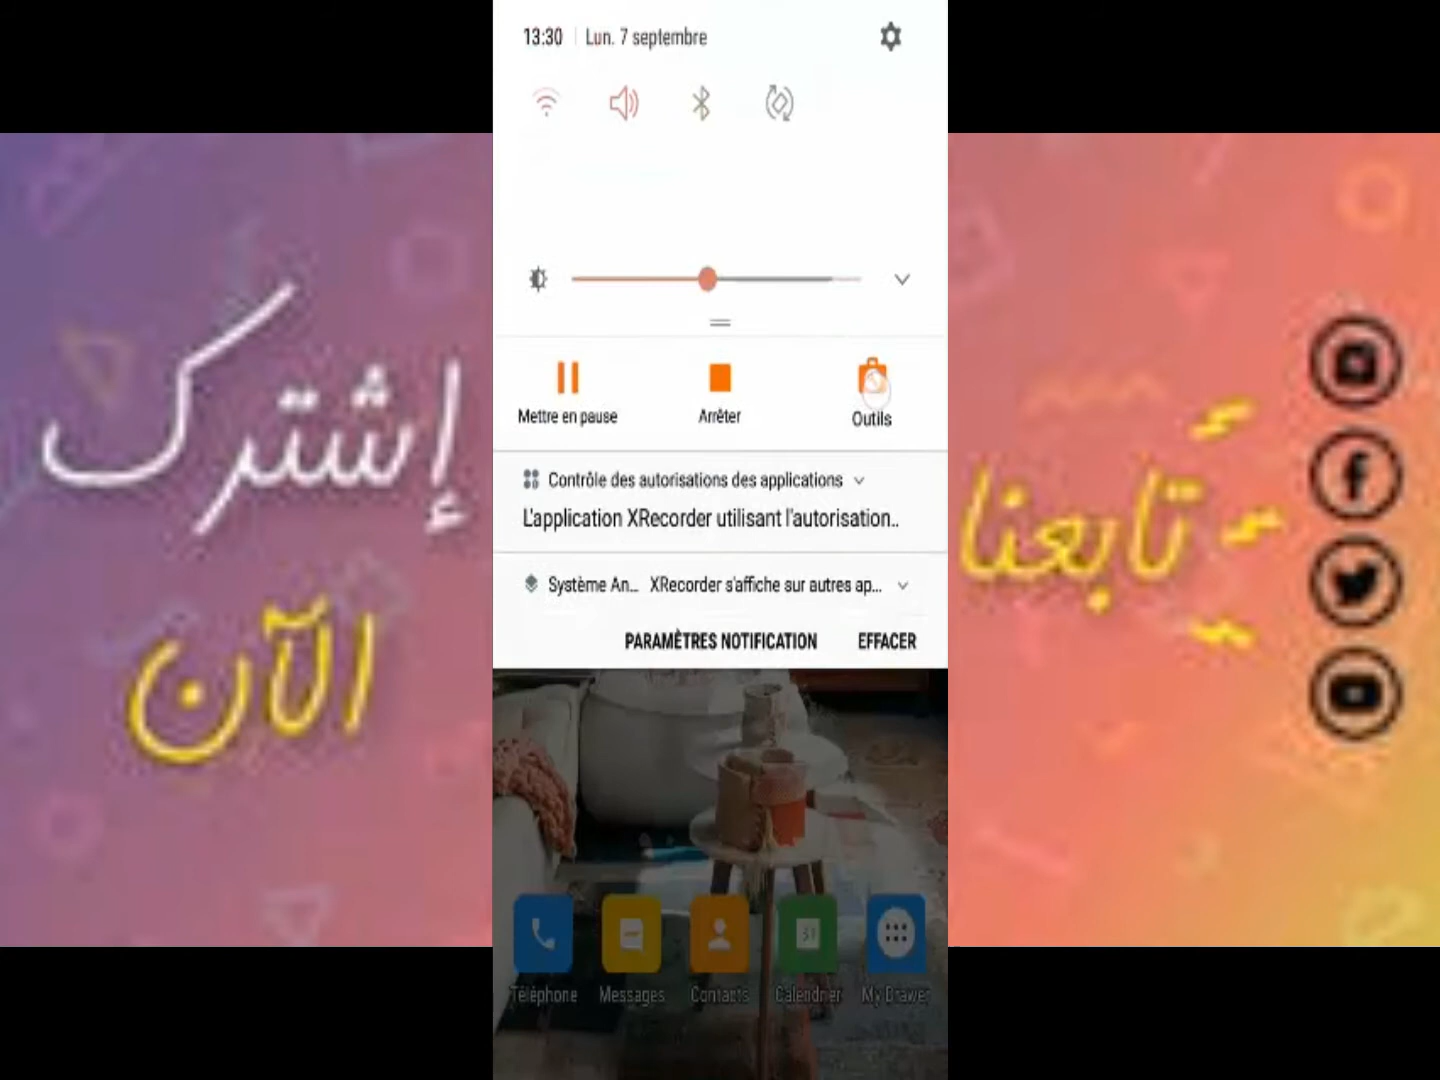 إشترك
الآن
13:30 Lun. 7 septembre
Mettre en pause
Arrêter
Outils
Contrôle des autorisations des applications
L'application XRecorder utilisant l'autorisation..
Système An... XRecorder s'affiche sur autres ap...
PARAMÈTRES NOTIFICATION EFFACER
31
Téléphone Messages Contacts Calendrier My Drawer
تابعنا